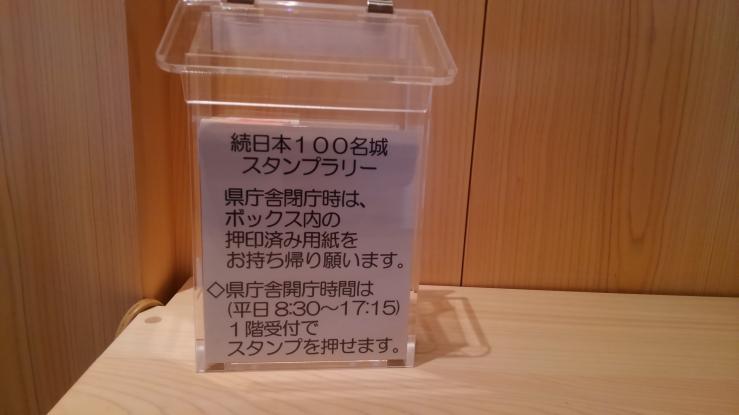 続日本１００名城
スタンプラリー
県庁舎閉庁時は、
ボックス内の
押印済み用紙を
お持ち帰り願います。
◇県庁舎開庁時間は
(平日 8:30～17:15)
１階受付で
スタンプを押せます。